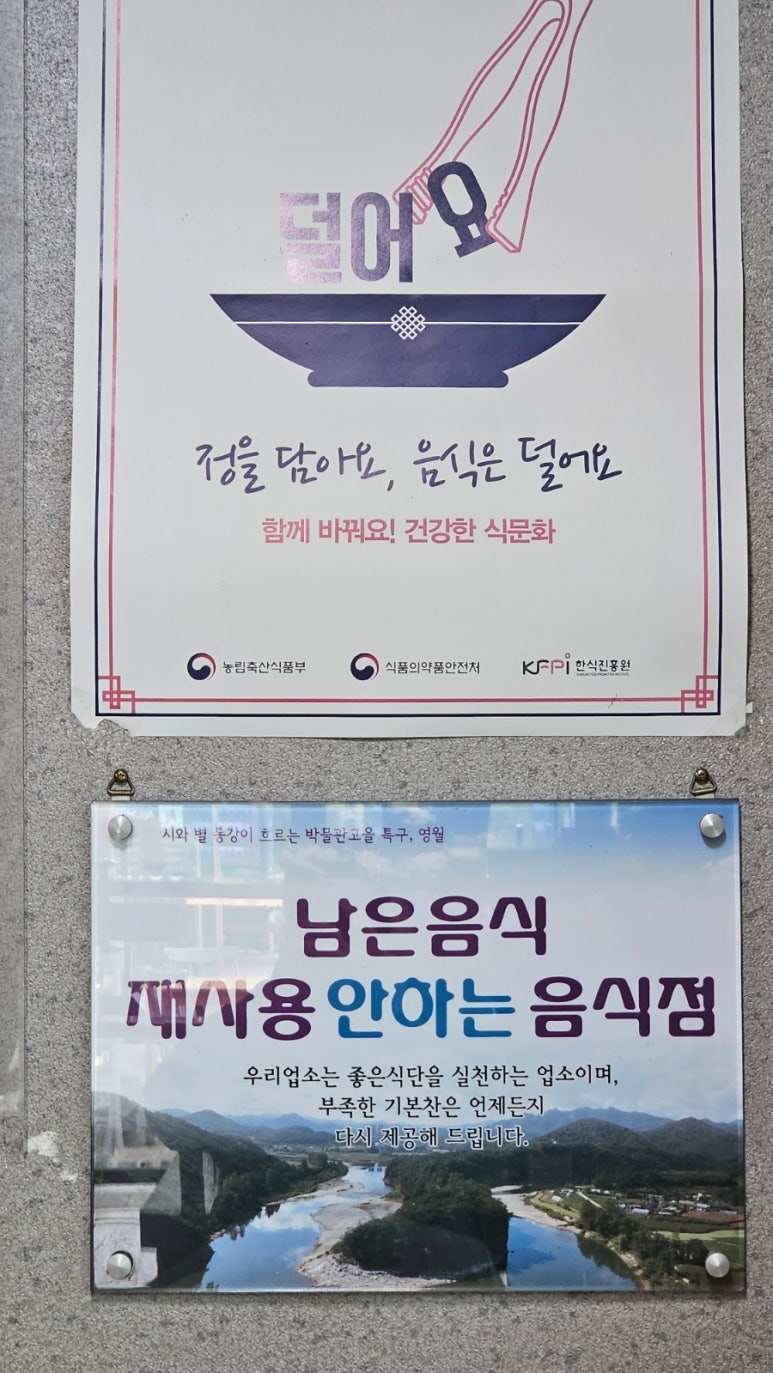 덜어요
정을 담아요, 음식은 덜어요
함께 바꿔요! 건강한 식문화
농림축산식품부 식품의약품안전처 KFPi 한식진흥원
시와 별 동강이 흐르는 박물관고을 특구, 영월
남은음식
재사용 안하는 음식점
우리업소는 좋은식단을 실천하는 업소이며,
부족한 기본찬은 언제든지
다시 제공해 드립니다.